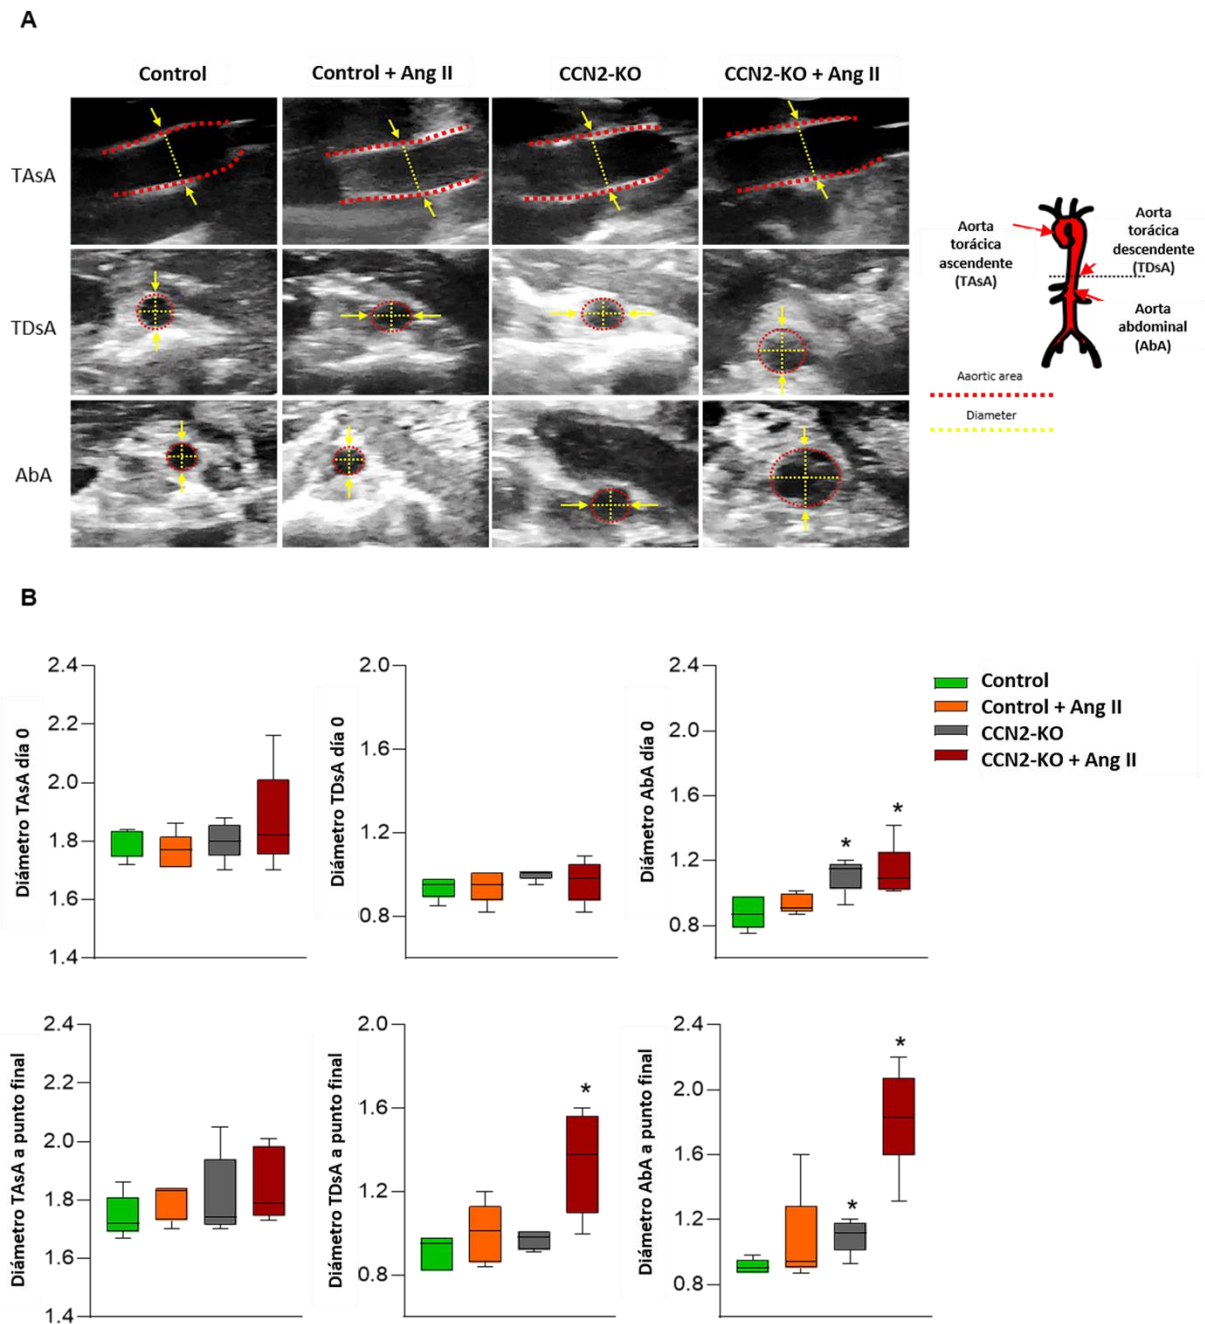 A
Control
Control + Ang II
CCN2-KO
CCN2-KO + Ang II
TAsA
TDsA
AbA
Aorta
torácica
ascendente
(TAsA)
Aorta
torácica
descendente
(TDsA)
Aorta
abdominal
(AbA)
Aaortic area
Diameter
B
Diámetro TAsA día 0
2.4
2.2
2.0
1.8
1.6
1.4
Diámetro TDsA día 0
2.0
1.6
1.2
0.8
Diámetro AbA día 0
2.4
2.0
1.6
1.2
0.8
*
*
Control
Control + Ang II
CCN2-KO
CCN2-KO + Ang II
Diámetro TAsA a punto final
2.4
2.2
2.0
1.8
1.6
1.4
Diámetro TDsA a punto final
2.0
1.6
1.2
0.8
*
Diámetro AbA a punto final
2.4
2.0
1.6
1.2
0.8
*
*